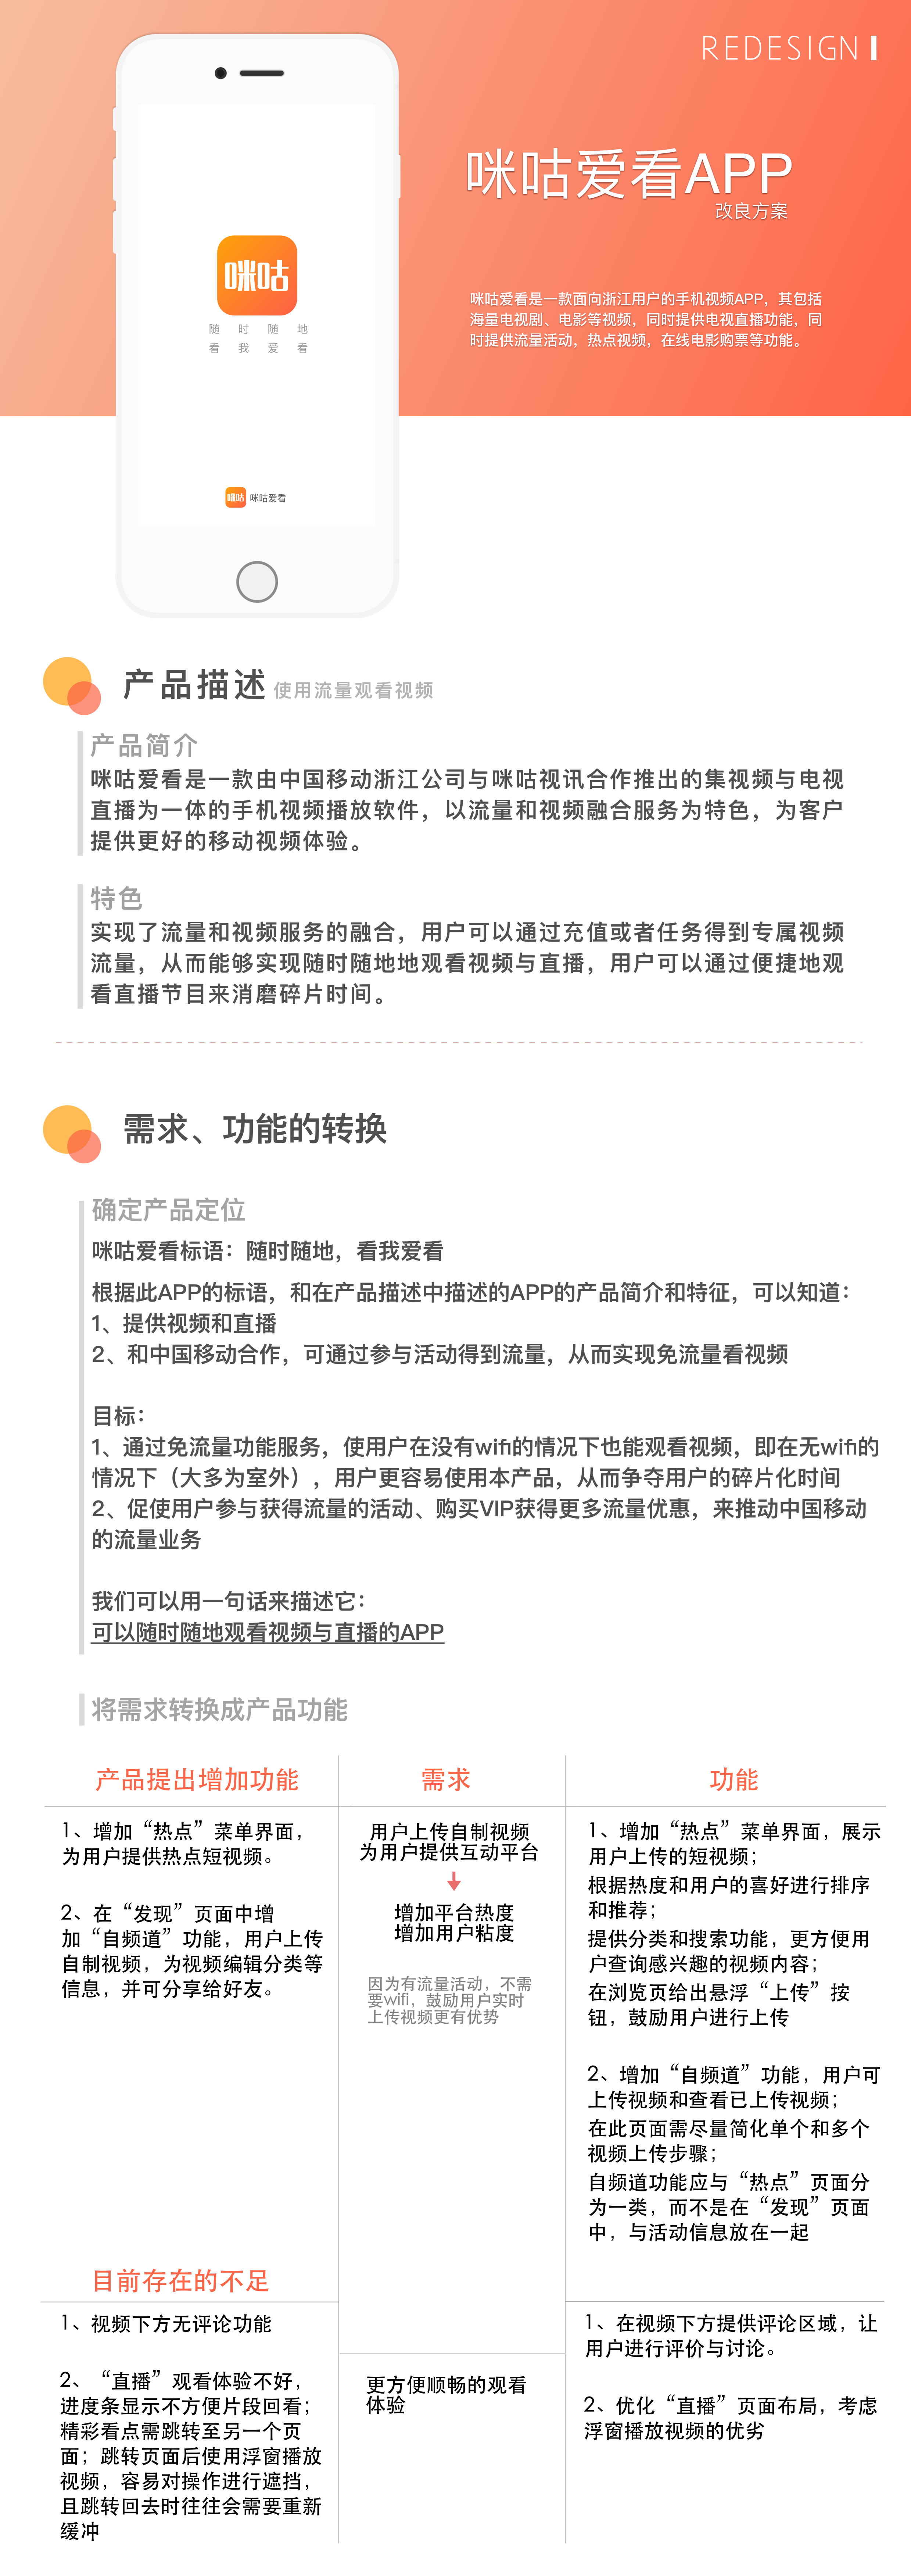 REDESIGN
咪咕爱看APP
改良方案
咪咕爱看是一款面向浙江用户的手机视频APP，其包括
海量电视剧、电影等视频，同时提供电视直播功能，同
时提供流量活动，热点视频，在线电影购票等功能。
咪咕
随时随地
看我爱看
咪咕 咪咕爱看
产品描述 使用流量观看视频
产品简介
咪咕爱看是一款由中国移动浙江公司与咪咕视讯合作推出的集视频与电视
直播为一体的手机视频播放软件，以流量和视频融合服务为特色，为客户
提供更好的移动视频体验。
特色
实现了流量和视频服务的融合，用户可以通过充值或者任务得到专属视频
流量，从而能够实现随时随地地观看视频与直播，用户可以通过便捷地观
看直播节目来消磨碎片时间。
需求、功能的转换
确定产品定位
咪咕爱看标语：随时随地，看我爱看
根据此APP的标语，和在产品描述中描述的APP的产品简介和特征，可以知道：
1、提供视频和直播
2、和中国移动合作，可通过参与活动得到流量，从而实现免流量看视频
目标：
1、通过免流量功能服务，使用户在没有wifi的情况下也能观看视频，即在无wifi的
情况下（大多为室外），用户更容易使用本产品，从而争夺用户的碎片化时间
2、促使用户参与获得流量的活动、购买VIP获得更多流量优惠，来推动中国移动
的流量业务
我们可以用一句话来描述它：
可以随时随地观看视频与直播的APP
将需求转换成产品功能
产品提出增加功能
1、增加“热点”菜单界面，
为用户提供热点短视频。
2、在“发现”页面中增
加“自频道”功能，用户上传
自制视频，为视频编辑分类等
信息，并可分享给好友。
需求
用户上传自制视频
为用户提供互动平台
增加平台热度
增加用户粘度
因为有流量活动，不需
要wifi，鼓励用户实时
上传视频更有优势
功能
1、增加“热点”菜单界面，展示
用户上传的短视频；
根据热度和用户的喜好进行排序
和推荐；
提供分类和搜索功能，更方便用
户查询感兴趣的视频内容；
在浏览页给出悬浮“上传”按
钮，鼓励用户进行上传
2、增加“自频道”功能，用户可
上传视频和查看已上传视频；
在此页面需尽量简化单个和多个
视频上传步骤；
自频道功能应与“热点”页面分
为一类，而不是在“发现”页面
中，与活动信息放在一起
目前存在的不足
1、视频下方无评论功能
2、“直播”观看体验不好，
进度条显示不方便片段回看；
精彩看点需跳转至另一个页
面；跳转页面后使用浮窗播放
视频，容易对操作进行遮挡，
且跳转回去时往往会需要重新
缓冲
更方便顺畅的观看
体验
1、在视频下方提供评论区域，让
用户进行评价与讨论。
2、优化“直播”页面布局，考虑
浮窗播放视频的优劣